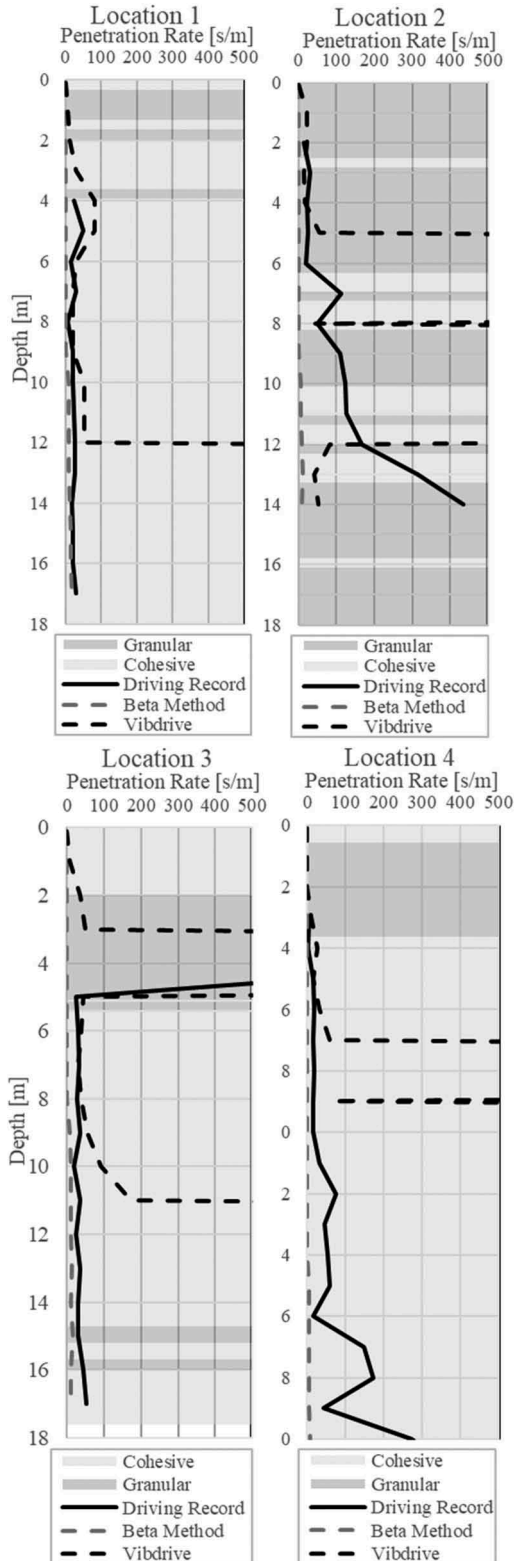 Location 1
Penetration Rate [s/m]
0 100 200 300 400 500
0
2
4
6
8
10
12
14
16
18
Depth [m]
Granular
Cohesive
Driving Record
Beta Method
Vibdrive
Location 2
Penetration Rate [s/m]
0 100 200 300 400 500
0
2
4
6
8
10
12
14
16
18
Granular
Cohesive
Driving Record
Beta Method
Vibdrive
Location 3
Penetration Rate [s/m]
0 100 200 300 400 500
0
2
4
6
8
10
12
14
16
18
Depth [m]
Cohesive
Granular
Driving Record
Beta Method
Vibdrive
Location 4
Penetration Rate [s/m]
0 100 200 300 400 500
0
2
4
6
8
0
2
4
6
8
0
Cohesive
Granular
Driving Record
Beta Method
Vibdrive